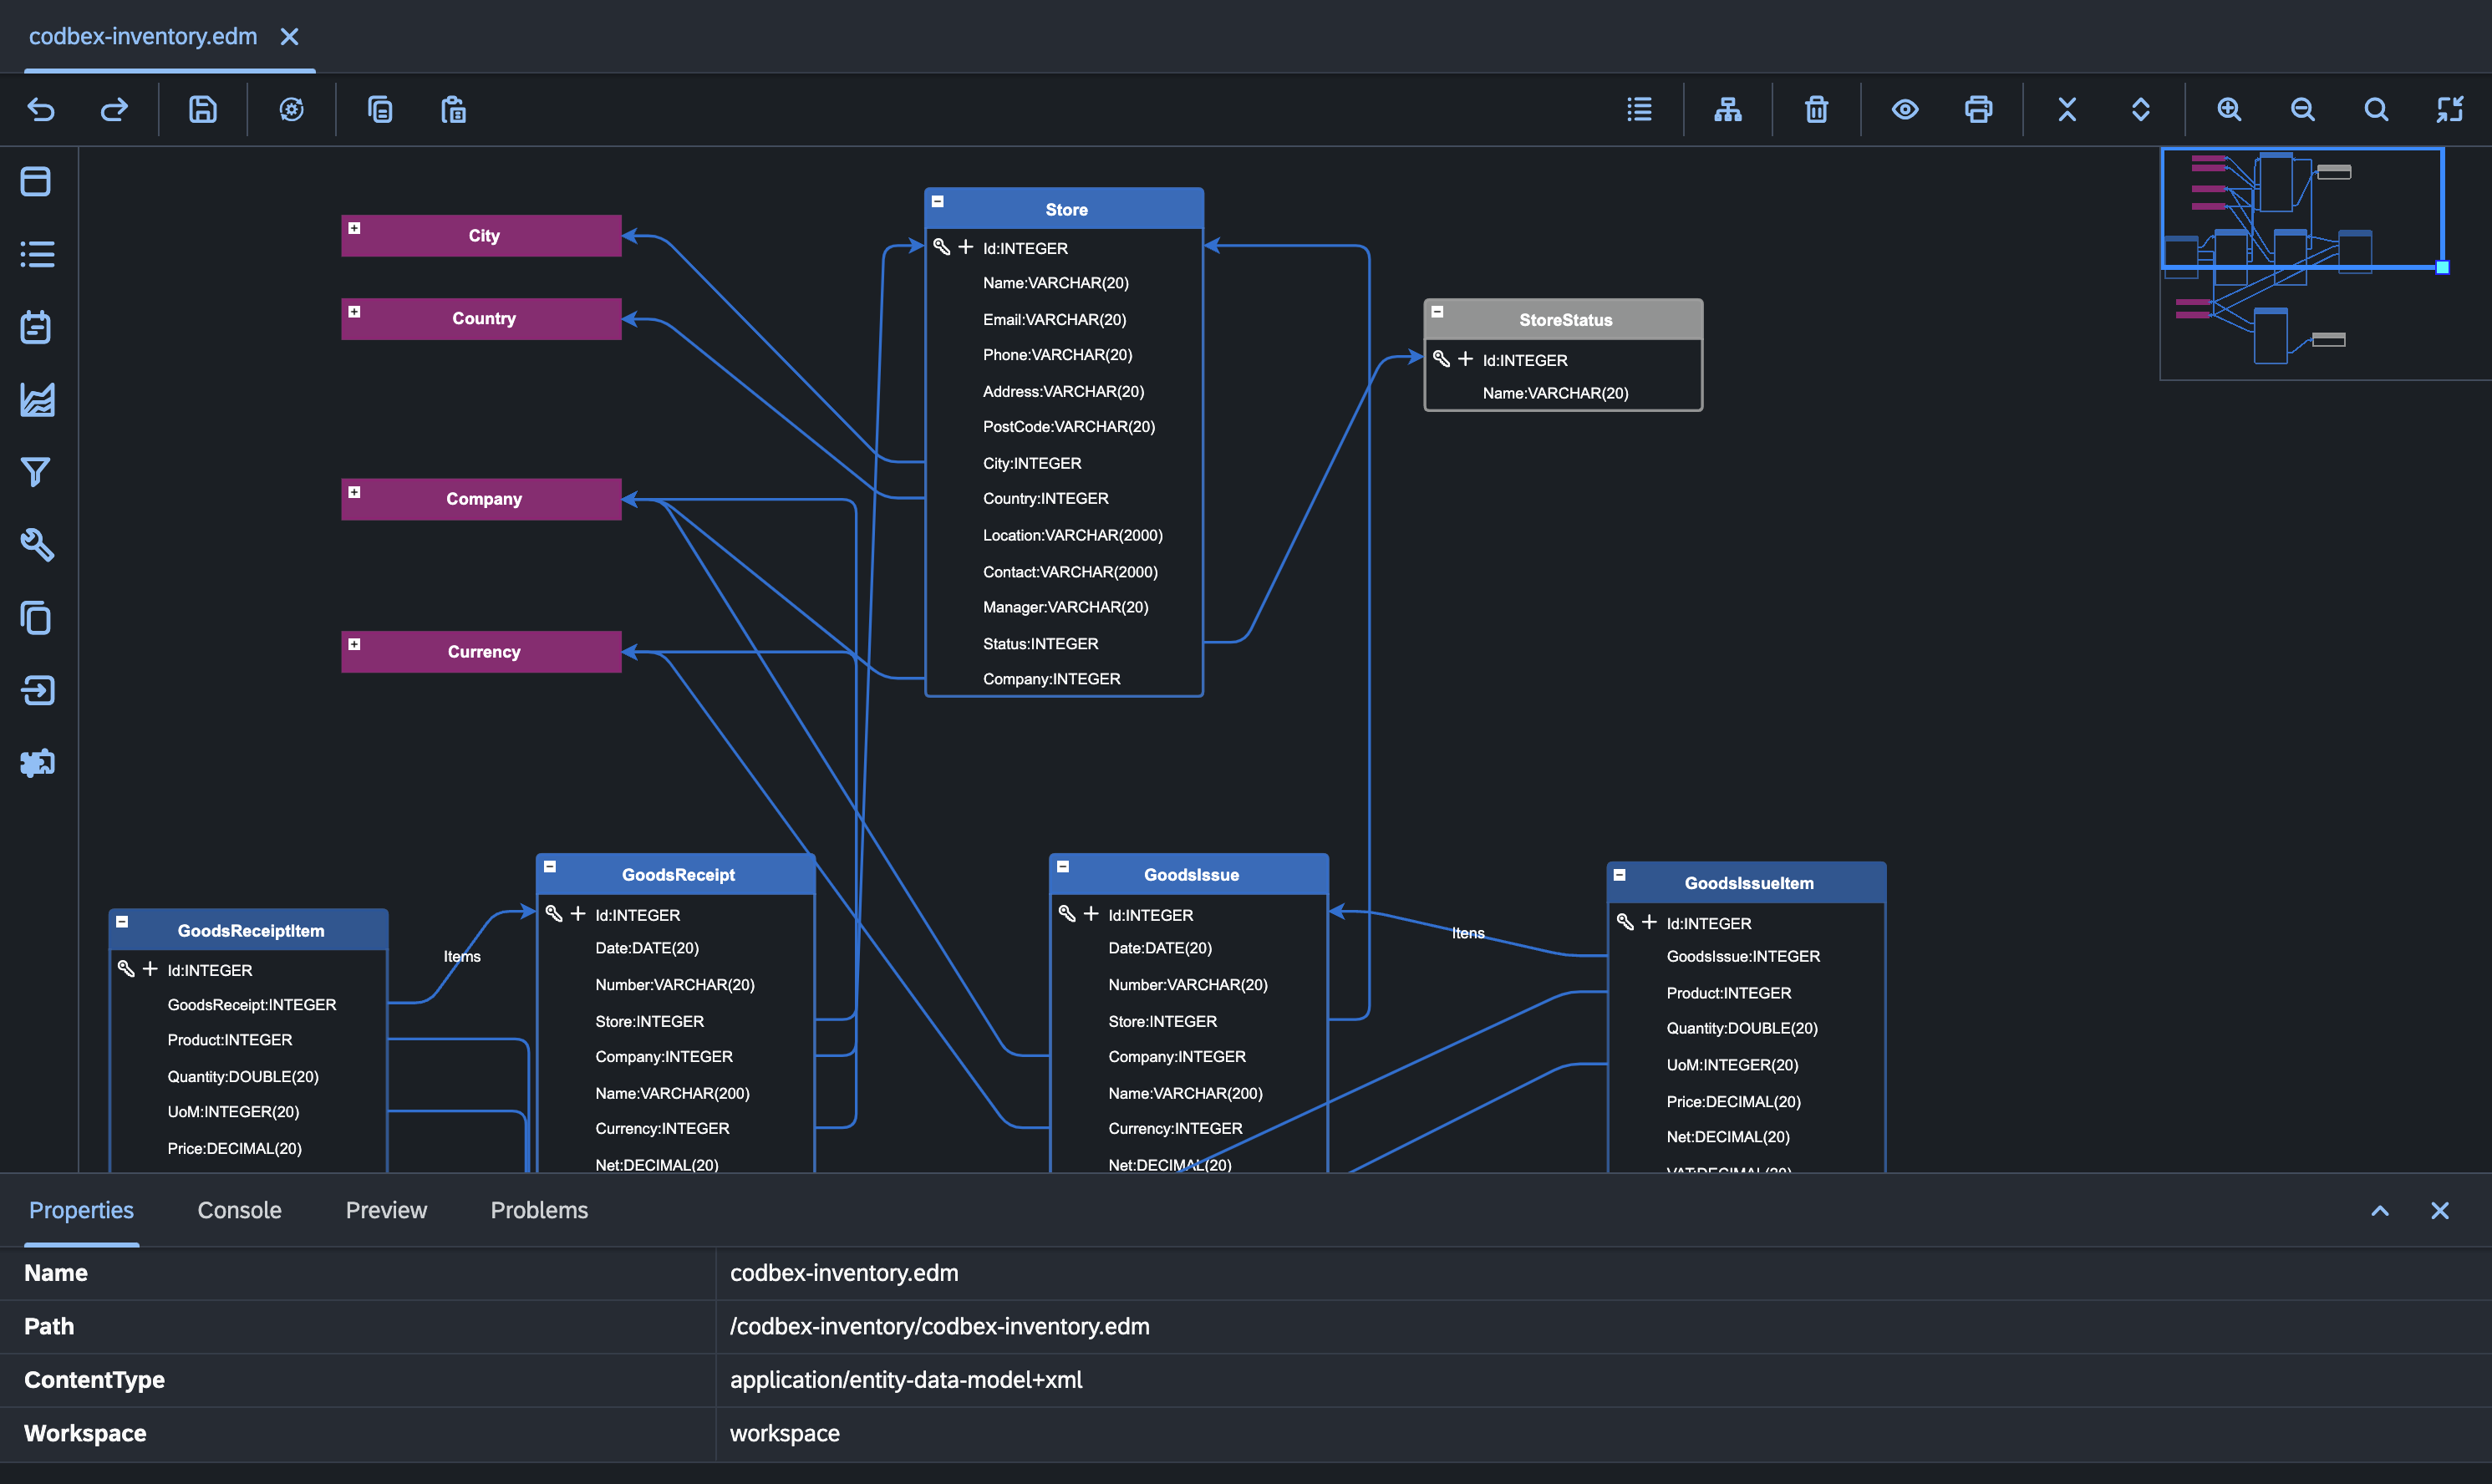 codbex-inventory.edm
City
Country
Company
Currency
Store
Id:INTEGER
Name:VARCHAR(20)
Email:VARCHAR(20)
Phone:VARCHAR(20)
Address:VARCHAR(20)
PostCode:VARCHAR(20)
City:INTEGER
Country:INTEGER
Location:VARCHAR(2000)
Contact:VARCHAR(2000)
Manager:VARCHAR(20)
Status:INTEGER
Company:INTEGER
StoreStatus
Id:INTEGER
Name:VARCHAR(20)
GoodsReceiptItem
Id:INTEGER
GoodsReceipt:INTEGER
Product:INTEGER
Quantity:DOUBLE(20)
UoM:INTEGER(20)
Price:DECIMAL(20)
Items
GoodsReceipt
Id:INTEGER
Date:DATE(20)
Number:VARCHAR(20)
Store:INTEGER
Company:INTEGER
Name:VARCHAR(200)
Currency:INTEGER
Net:DECIMAL(20)
GoodsIssue
Id:INTEGER
Date:DATE(20)
Number:VARCHAR(20)
Store:INTEGER
Company:INTEGER
Name:VARCHAR(200)
Currency:INTEGER
Net:DECIMAL(20)
Itens
GoodsIssueItem
Id:INTEGER
GoodsIssue:INTEGER
Product:INTEGER
Quantity:DOUBLE(20)
UoM:INTEGER(20)
Price:DECIMAL(20)
Net:DECIMAL(20)
VAT:DECIMAL(20)
Properties Console Preview Problems
Name codbex-inventory.edm
Path /codbex-inventory/codbex-inventory.edm
ContentType application/entity-data-model+xml
Workspace workspace